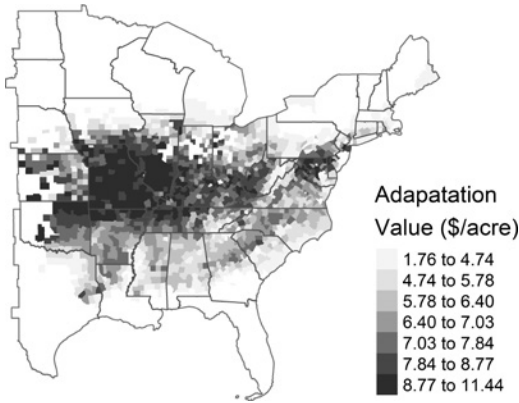 Adapatation
Value ($/acre)
1.76 to 4.74
4.74 to 5.78
5.78 to 6.40
6.40 to 7.03
7.03 to 7.84
7.84 to 8.77
8.77 to 11.44